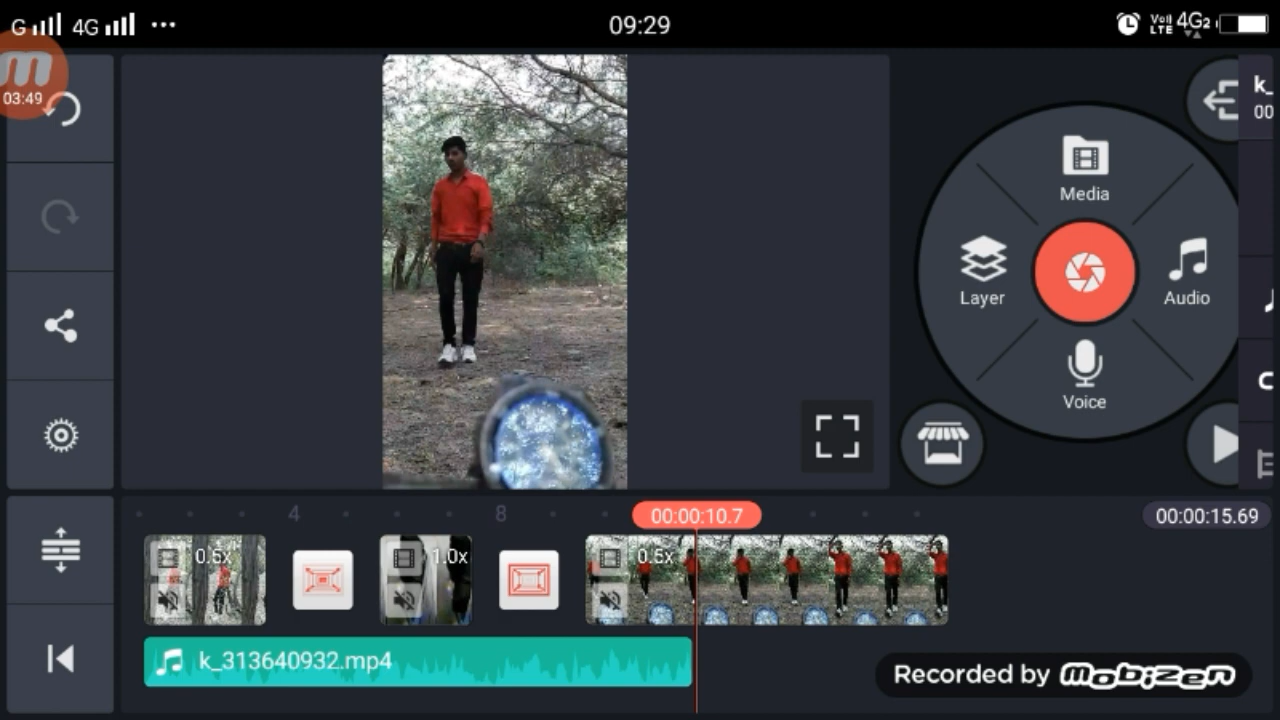 G 4G ... 09:29 VoII LTE 4G2
03:49
k_
00
Media
Layer
Audio
Voice
4 8 00:00:10.7 00:00:15.69
0.5x 1.0x 0.5x
k_313640932.mp4
Recorded by mobizen